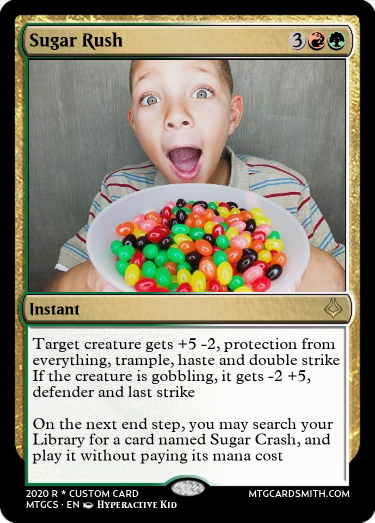 Sugar Rush
3
Instant
Target creature gets +5 -2, protection from
everything, trample, haste and double strike
If the creature is gobbling, it gets -2 +5,
defender and last strike
On the next end step, you may search your
Library for a card named Sugar Crash, and
play it without paying its mana cost
2020 R * CUSTOM CARD
MTGCARDSMITH.COM
MTGCS · EN Hyperactive Kid